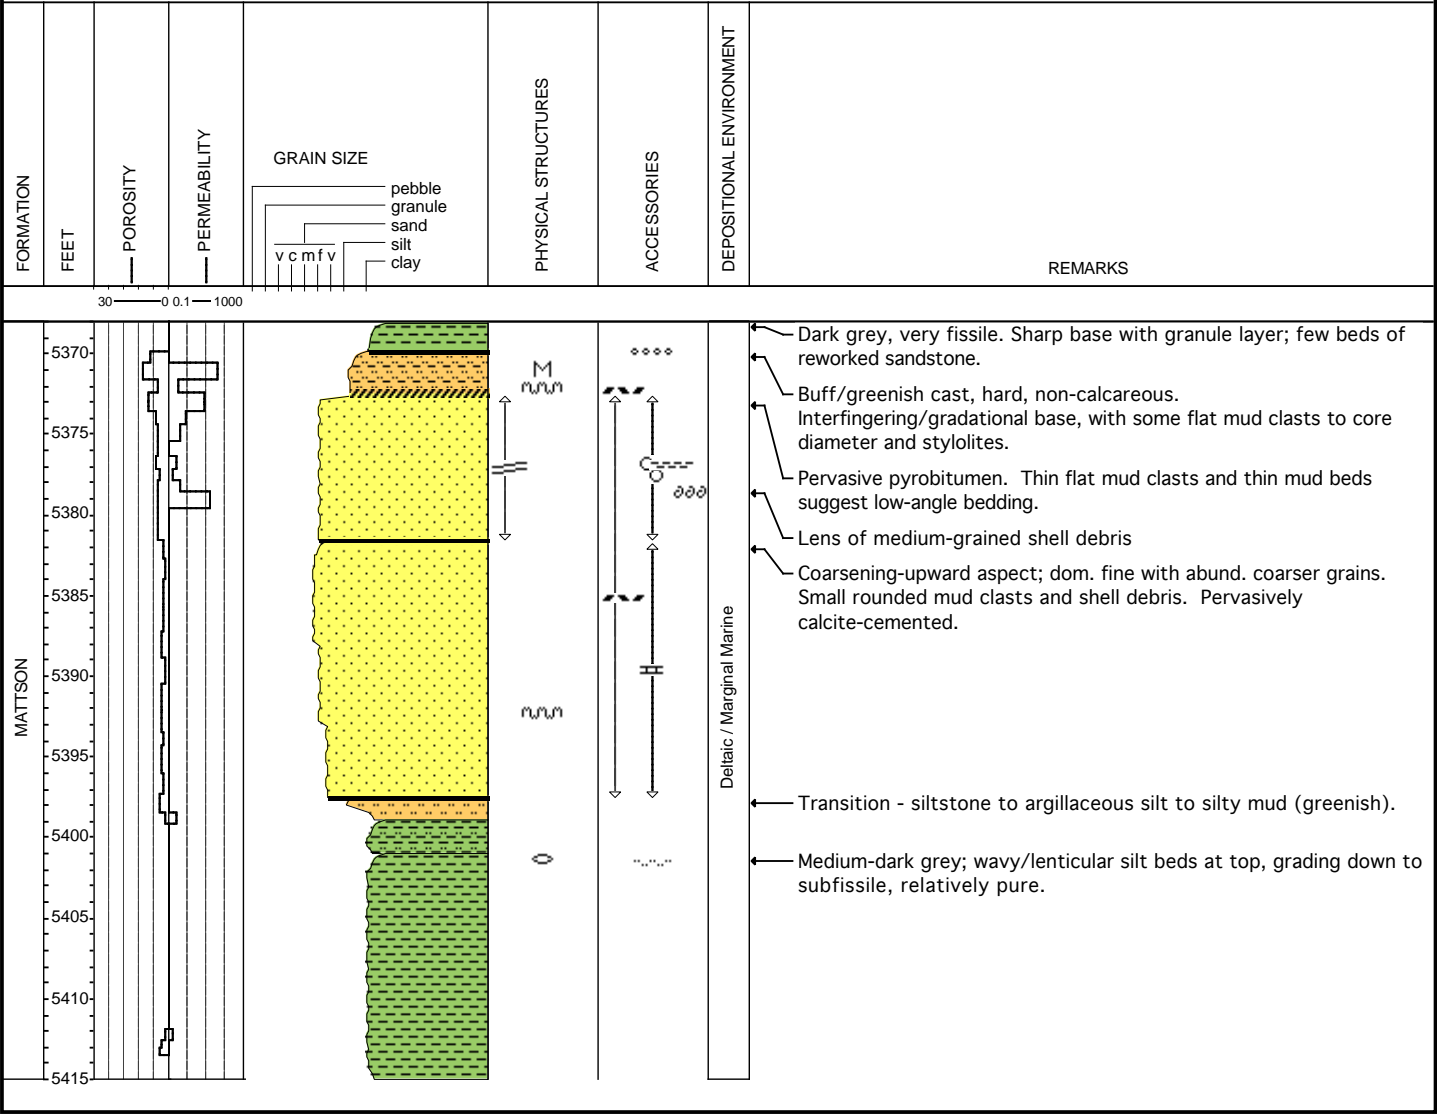 FORMATION
FEET
POROSITY
PERMEABILITY
GRAIN SIZE
pebble
granule
sand
silt
v c m f v
clay
PHYSICAL STRUCTURES
ACCESSORIES
DEPOSITIONAL ENVIRONMENT
REMARKS
30 0 0.1 1000
5370
5375
5380
5385
5390
5395
5400
5405
5410
5415
MATTSON
M
Deltaic / Marginal Marine
Dark grey, very fissile. Sharp base with granule layer; few beds of
reworked sandstone.
Buff/greenish cast, hard, non-calcareous.
Interfingering/gradational base, with some flat mud clasts to core
diameter and stylolites.
Pervasive pyrobitumen. Thin flat mud clasts and thin mud beds
suggest low-angle bedding.
Lens of medium-grained shell debris
Coarsening-upward aspect; dom. fine with abund. coarser grains.
Small rounded mud clasts and shell debris. Pervasively
calcite-cemented.
Transition - siltstone to argillaceous silt to silty mud (greenish).
Medium-dark grey; wavy/lenticular silt beds at top, grading down to
subfissile, relatively pure.